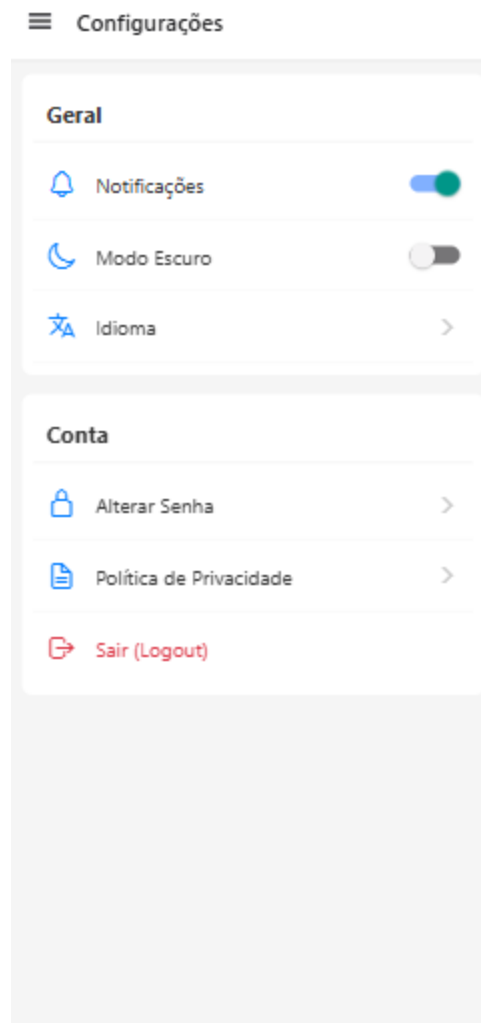 Configurações
Geral
Notificações
Modo Escuro
Idioma
Conta
Alterar Senha
Política de Privacidade
Sair (Logout)